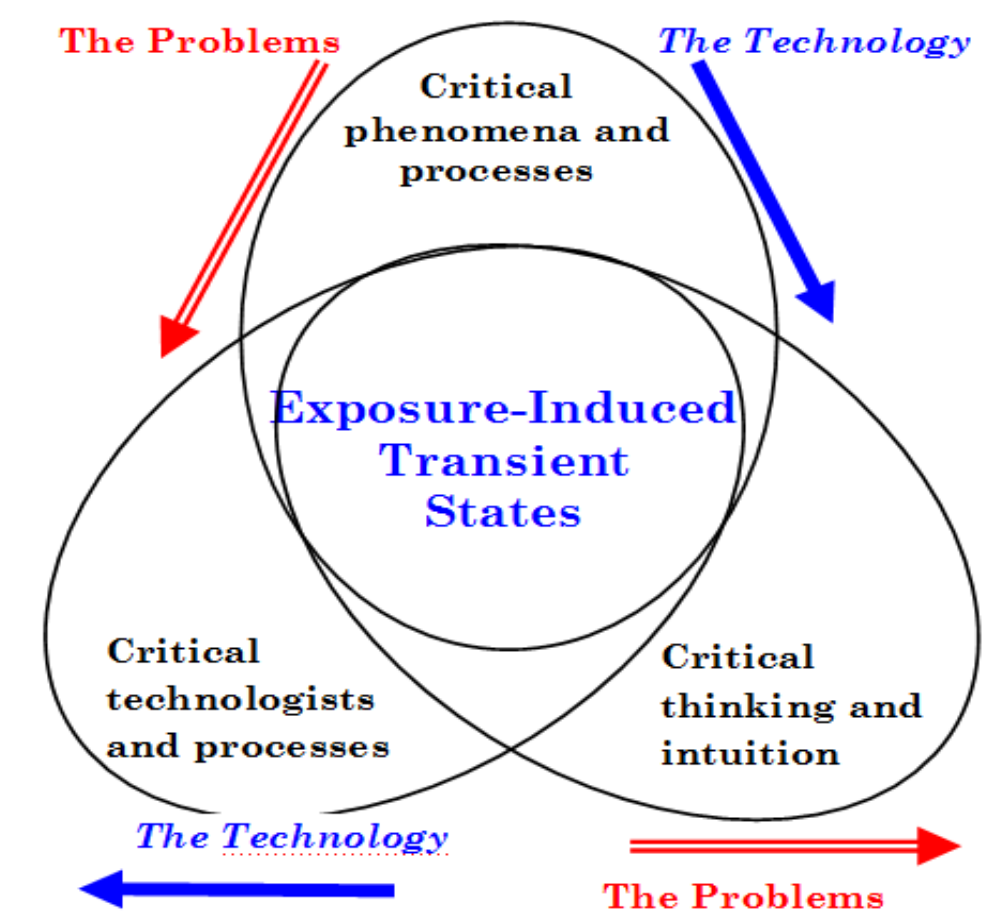 The Problems
The Technology
Critical
phenomena and
processes
Exposure-Induced
Transient
States
Critical
technologists
and processes
Critical
thinking and
intuition
The Technology
The Problems